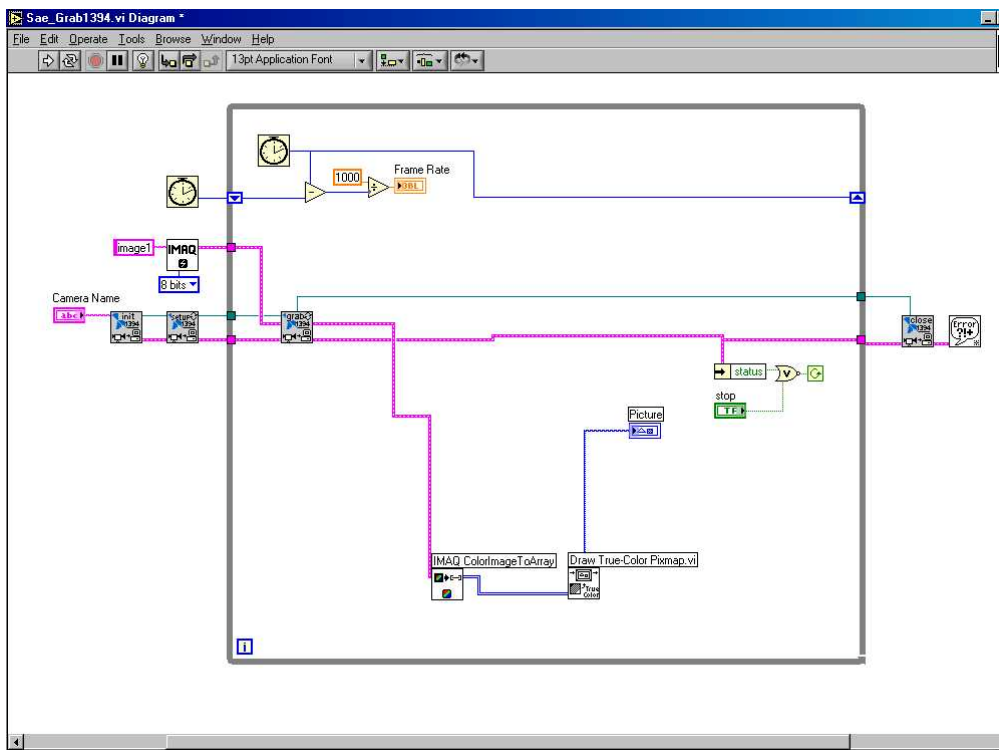 Sae_Grab1394.vi Diagram *
File Edit Operate Tools Browse Window Help
13pt Application Font
Frame Rate
1000
DBL
image1
IMAQ
8 bits
Camera Name
abc
init
1394
setup
1394
grab
1394
close
1394
Error
?!+
status
V
stop
TF
Picture
IMAQ ColorImageToArray
Draw True-Color Pixmap.vi
True
Color
i